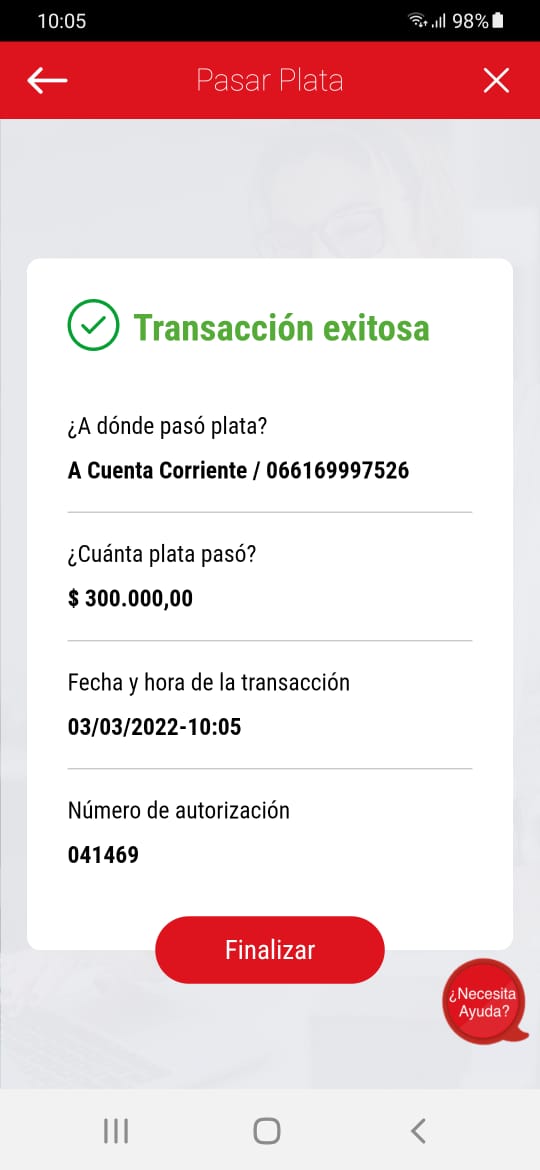 10:05
98%
Pasar Plata
Transacción exitosa
¿A dónde pasó plata?
A Cuenta Corriente / 066169997526
¿Cuánta plata pasó?
$ 300.000,00
Fecha y hora de la transacción
03/03/2022-10:05
Número de autorización
041469
Finalizar
¿Necesita
Ayuda?